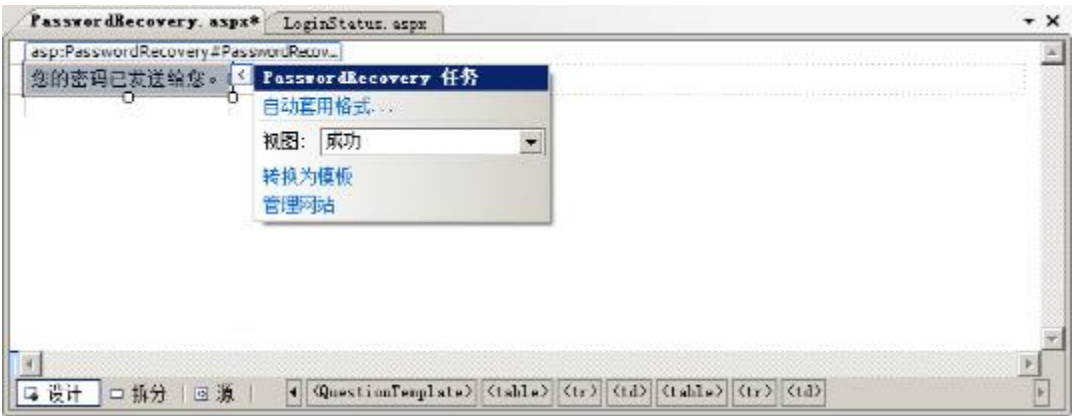 PasswordRecovery.aspx* LoginStatus.aspx
asp:PasswordRecovery#PasswordRecov...
您的密码已发送给您。 < PasswordRecovery 任务
自动套用格式...
视图: 成功
转换为模板
管理网站
设计 拆分 源 <QuestionTemplate> <table> <tr> <td> <table> <tr> <td>